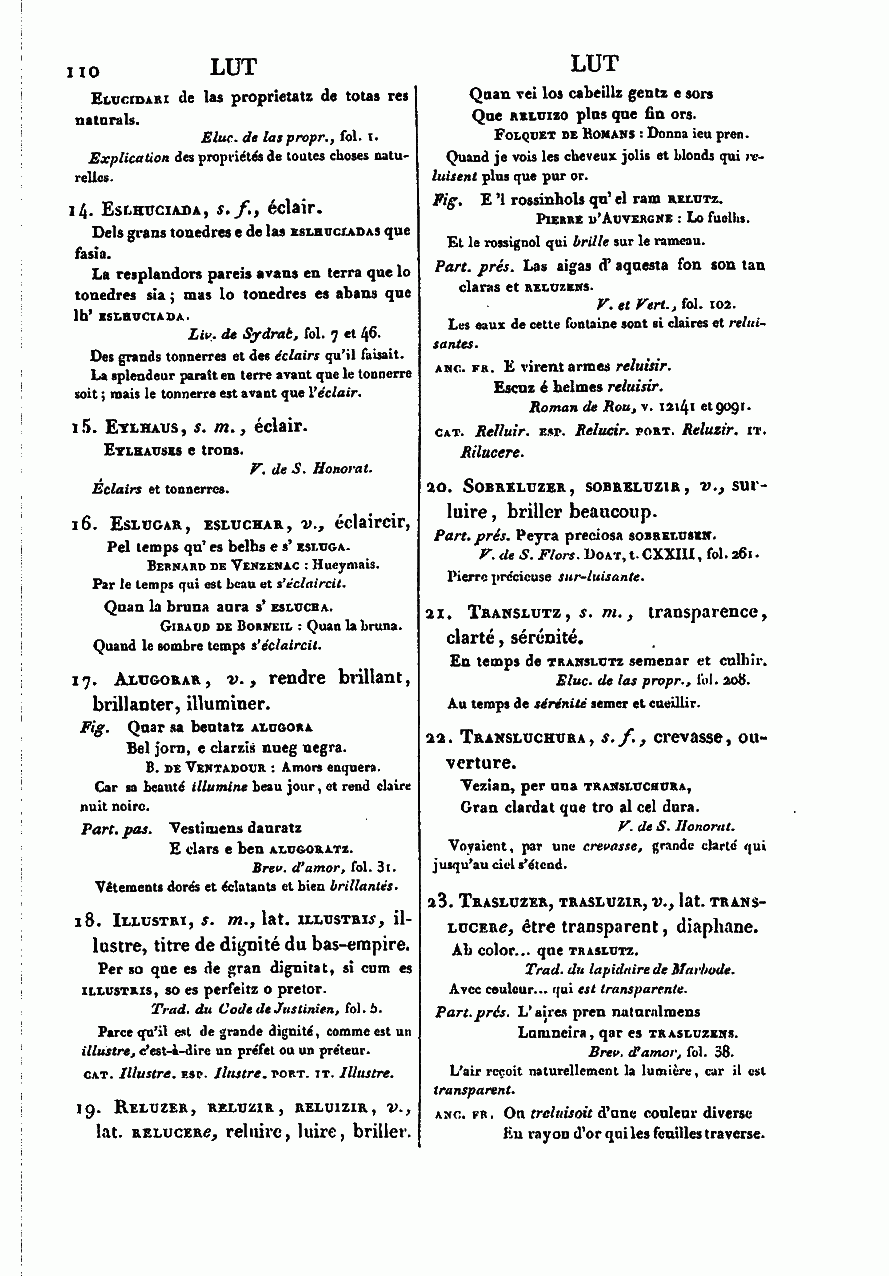 110 LUT LUT
Elucidari de las proprietatz de totas res
naturals.
Eluc. de las propr., fol. 1.
Explication des propriétés de toutes choses natu-
relles.
14. Eslhuciada, s. f., éclair.
Dels grans tonedres e de las eslhuciadas que
fasia.
La resplandors pareis avans en terra que lo
tonedres sia; mas lo tonedres es abans que
lh' eslhuciada.
Liv. de Sydrac, fol. 7 et 46.
Des grands tonnerres et des éclairs qu'il faisait.
La splendeur paraît en terre avant que le tonnerre
soit; mais le tonnerre est avant que l'éclair.
15. Eylhaus, s. m., éclair.
Eylhausses e trons.
V. de S. Honorat.
Éclairs et tonnerres.
16. Eslugar, esluchar, v., éclaircir,
Pel temps qu'es belhs e s'esluga.
Bernard de Venzenac : Hueymais.
Par le temps qui est beau et s'éclaircit.
Quan la bruna aura s'eslucha.
Giraud de Borneil : Quan la bruna.
Quand le sombre temps s'éclaircit.
17. Alugorar, v., rendre brillant,
brillanter, illuminer.
Fig. Quar sa beutatz alugora
Bel jorn, e clarzis nueg negra.
B. de Ventadour : Amors enquera.
Car sa beauté illumine beau jour, et rend claire
nuit noire.
Part. pas. Vestimens dauratz
E clars e ben alugoratz.
Brev. d'amor, fol. 31.
Vêtements dorés et éclatants et bien brillantés.
18. Illustri, s. m., lat. illustris, il-
lustre, titre de dignité du bas-empire.
Per so que es de gran dignitat, si cum es
illustris, so es perfeitz o pretor.
Trad. du Code de Justinien, fol. 5.
Parce qu'il est de grande dignité, comme est un
illustre, c'est-à-dire un préfet ou un préteur.
cat. Illustre. esp. Ilustre. port. it. Illustre.
19. Reluzer, reluzir, reluizir, v.,
lat. relucere, reluire, luire, briller.
Quan vei los cabeillz gentz e sors
Que reluizo plus que fin ors.
Folquet de Romans : Donna ieu pren.
Quand je vois les cheveux jolis et blonds qui re-
luisent plus que pur or.
Fig. E'l rossinhols qu'el ram relutz.
Pierre d'Auvergne : Lo fuelhs.
Et le rossignol qui brille sur le rameau.
Part. prés. Las aigas d'aquesta fon son tan
claras et reluzens.
V. et Vert., fol. 102.
Les eaux de cette fontaine sont si claires et relui-
santes.
anc. fr. E virent armes reluisir.
Escuz é helmes reluisir.
Roman de Rou, v. 12141 et 9091.
cat. Relluir. esp. Relucir. port. Reluzir. it.
Rilucere.
20. Sobreluzer, sobreluzir, v., sur-
luire, briller beaucoup.
Part. prés. Peyra preciosa sobrelusen.
V. de S. Flors. Doat, t. CXXIII, fol. 261.
Pierre précieuse sur-luisante.
21. Translutz, s. m., transparence,
clarté, sérénité.
En temps de translutz semenar et culhir.
Eluc. de las propr., fol. 208.
Au temps de sérénité semer et cueillir.
22. Transluchura, s. f., crevasse, ou-
verture.
Vezian, per una transluchura,
Gran clardat que tro al cel dura.
V. de S. Honorat.
Voyaient, par une crevasse, grande clarté qui
jusqu'au ciel s'étend.
23. Trasluzer, trasluzir, v., lat. trans-
lucere, être transparent, diaphane.
Ab color... que traslutz.
Trad. du lapidaire de Marbode.
Avec couleur... qui est transparente.
Part. prés. L'aires pren naturalmens
Lumneira, qar es trasluzens.
Brev. d'amor, fol. 38.
L'air reçoit naturellement la lumière, car il est
transparent.
anc. fr. On treluisoit d'une couleur diverse
Eu rayon d'or qui les feuilles traverse.